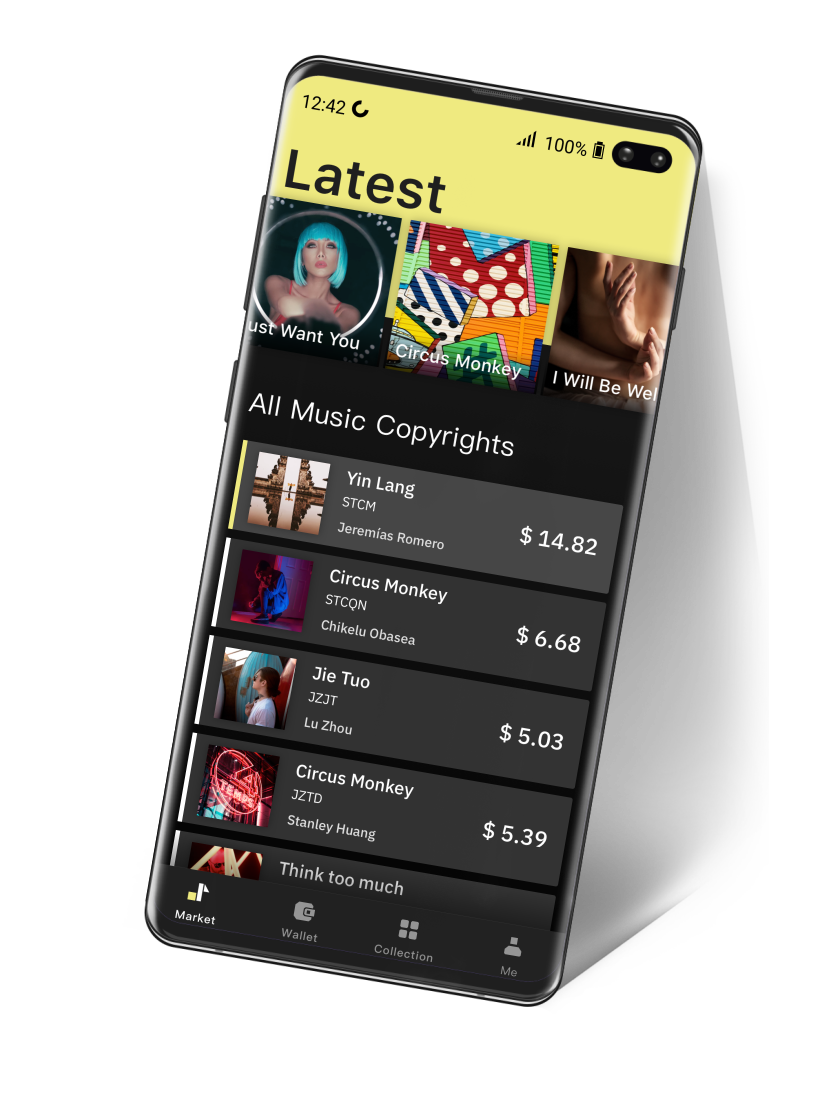 12:42
100%
Latest
ust Want You
Circus Monkey
I Will Be Wel
All Music Copyrights
Yin Lang
STCM
Jeremías Romero
$ 14.82
Circus Monkey
STCQN
Chikelu Obasea
$ 6.68
Jie Tuo
JZJT
Lu Zhou
$ 5.03
Circus Monkey
JZTD
Stanley Huang
$ 5.39
Think too much
Market
Wallet
Collection
Me